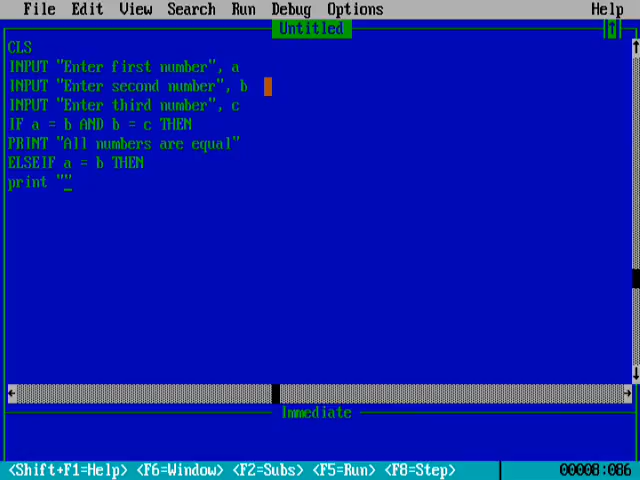 File Edit View Search Run Debug Options Help
Untitled
CLS
INPUT "Enter first number", a
INPUT "Enter second number", b
INPUT "Enter third number", c
IF a = b AND b = c THEN
PRINT "All numbers are equal"
ELSEIF a = b THEN
print ""
Immediate
<Shift+F1=Help> <F6=Window> <F2=Subs> <F5=Run> <F8=Step> 00008:086